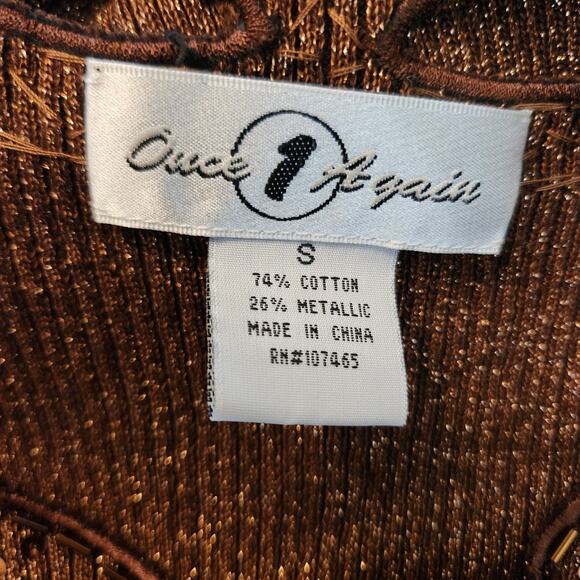 Once 1 Again
S
74% COTTON
26% METALLIC
MADE IN CHINA
RN#107465